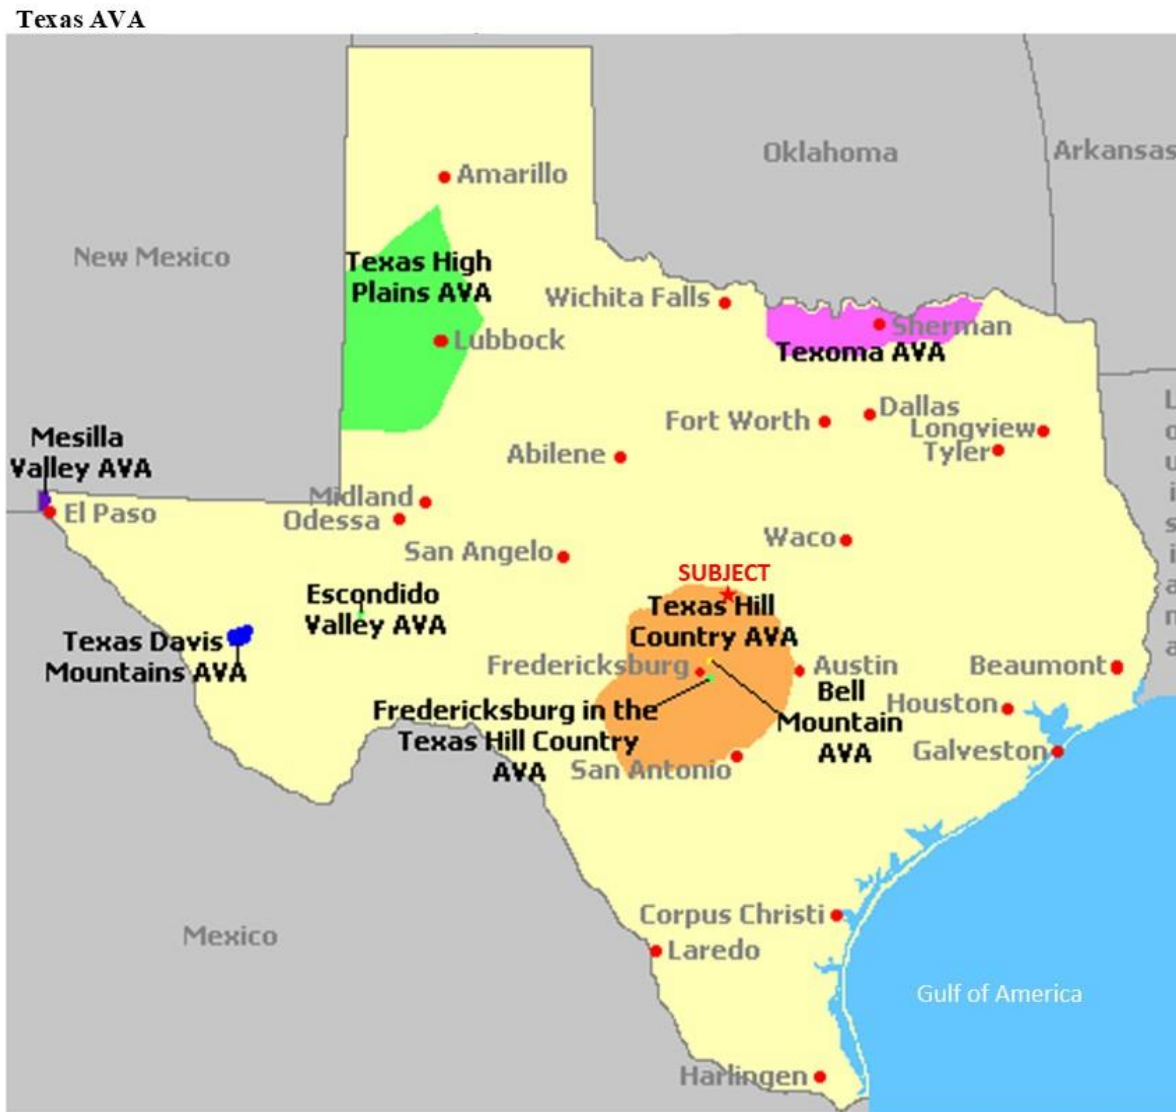 Texas AVA
Oklahoma
Arkansas
Amarillo
New Mexico
Texas High
Plains AVA
Wichita Falls
Sherman
Lubbock
Texoma AVA
Dallas
Fort Worth
Longview
Mesilla
Valley AVA
Abilene
Tyler
L
o
u
i
s
i
a
n
a
Midland
El Paso
Odessa
Waco
San Angelo
SUBJECT
Escondido
Valley AVA
Texas Hill
Country AVA
Texas Davis
Mountains AVA
Fredericksburg
Austin
Beaumont
Bell
Mountain
AVA
Houston
Fredericksburg in the
Texas Hill Country
AVA
Galveston
San Antonio
Corpus Christi
Mexico
Laredo
Gulf of America
Harlingen